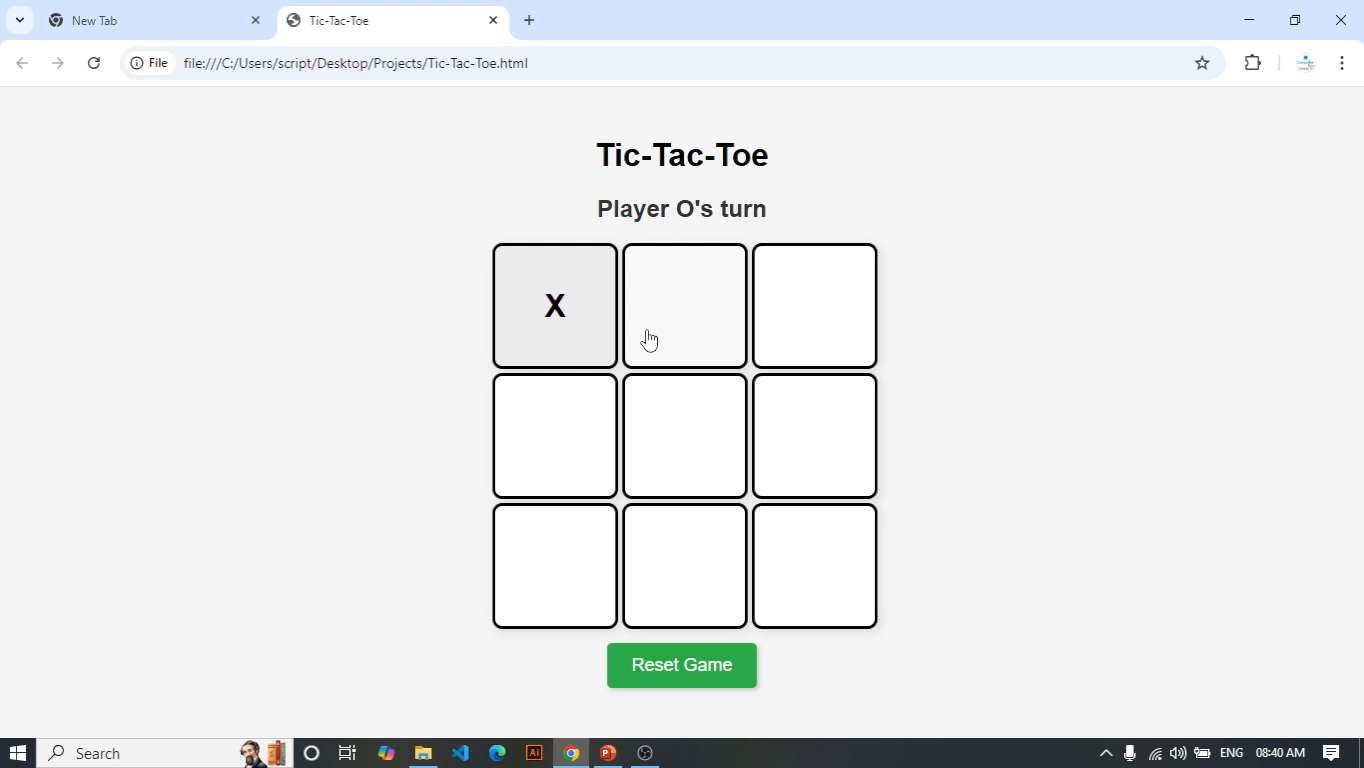 New Tab
Tic-Tac-Toe
File
file:///C:/Users/script/Desktop/Projects/Tic-Tac-Toe.html
Tic-Tac-Toe
Player O's turn
X
Reset Game
Search
Ai
P
ENG
08:40 AM